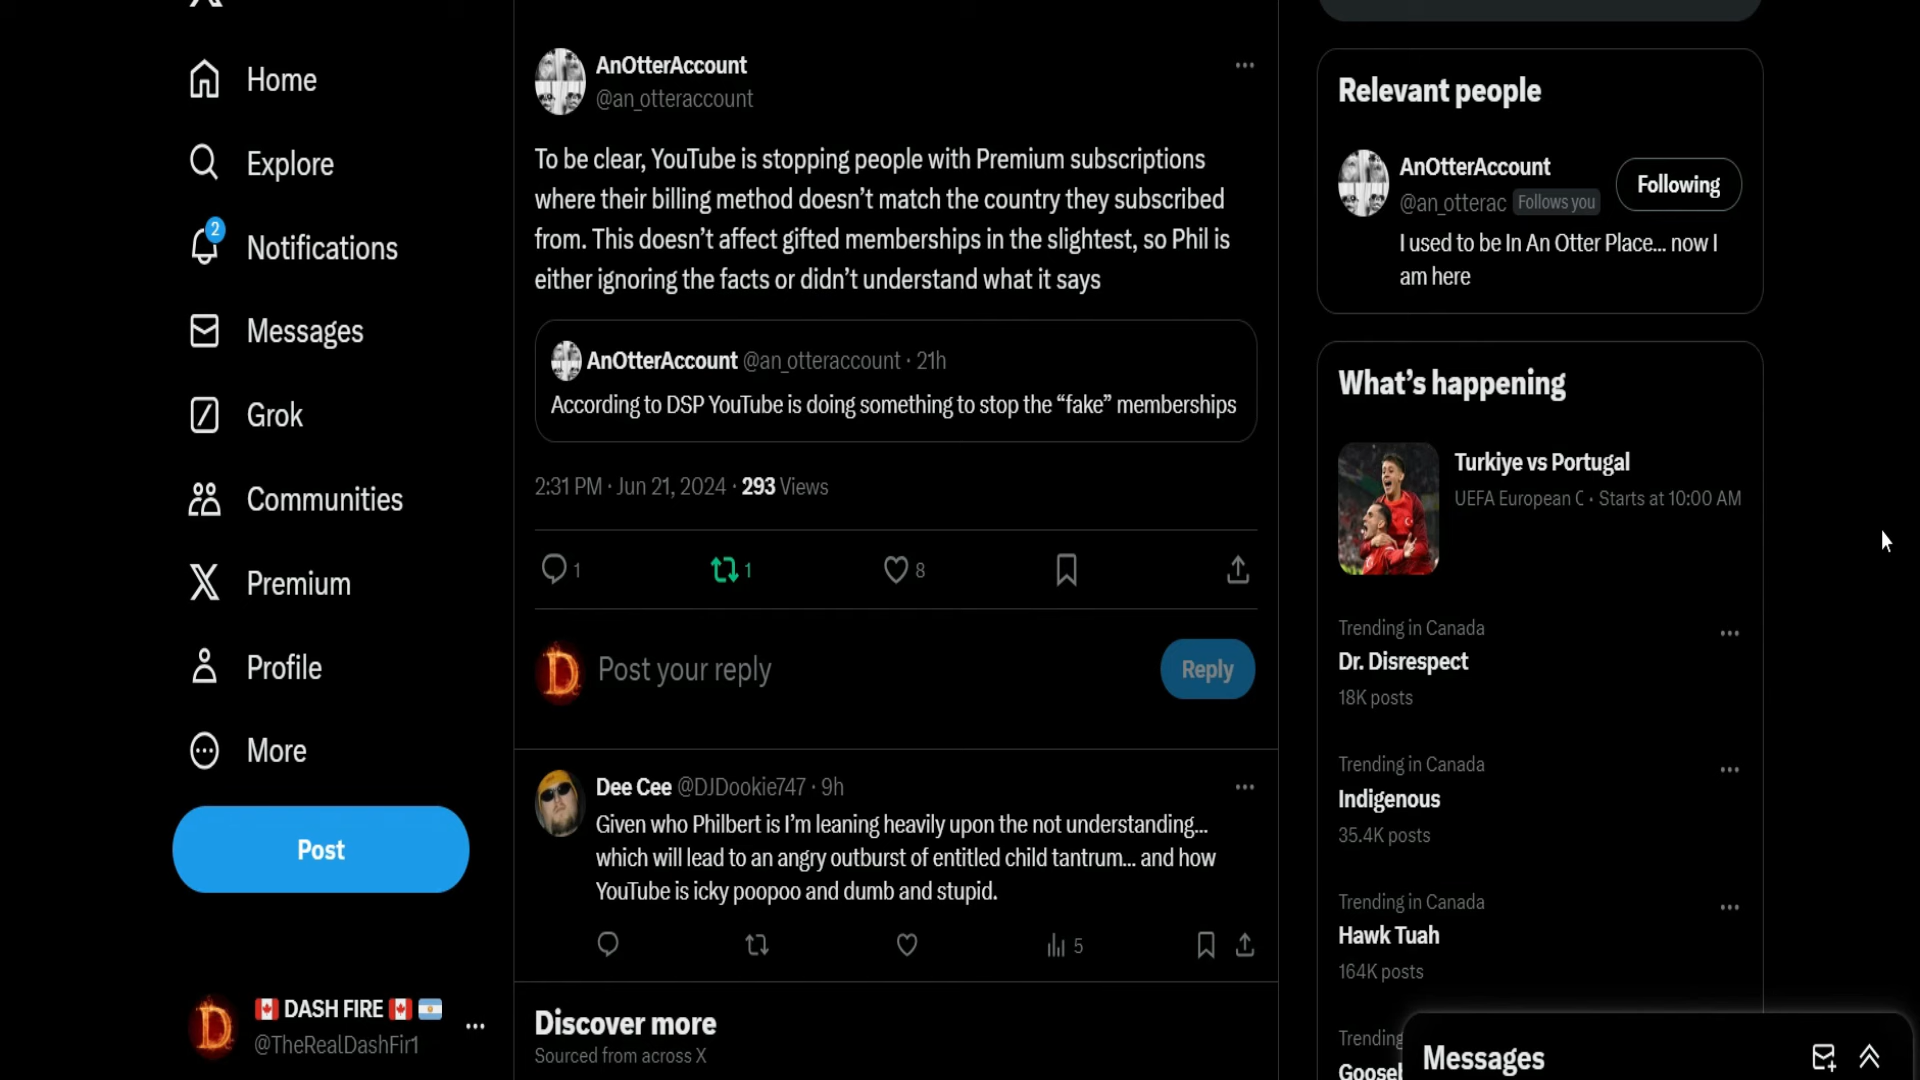 Home
Explore
2
Notifications
Messages
Grok
Communities
Premium
Profile
More
Post
DASH FIRE
@TheRealDashFir1
AnOtterAccount
@an_otteraccount
To be clear, YouTube is stopping people with Premium subscriptions
where their billing method doesn't match the country they subscribed
from. This doesn't affect gifted memberships in the slightest, so Phil is
either ignoring the facts or didn't understand what it says
AnOtterAccount @an_otteraccount · 21h
According to DSP YouTube is doing something to stop the “fake” memberships
2:31 PM · Jun 21, 2024 · 293 Views
1 1 8
Post your reply
Reply
Dee Cee @DJDookie747 · 9h
Given who Philbert is I'm leaning heavily upon the not understanding...
which will lead to an angry outburst of entitled child tantrum... and how
YouTube is icky poopoo and dumb and stupid.
5
Discover more
Sourced from across X
Relevant people
AnOtterAccount
@an_otterac Follows you
Following
I used to be In An Otter Place... now I
am here
What's happening
Turkiye vs Portugal
UEFA European C · Starts at 10:00 AM
Trending in Canada
Dr. Disrespect
18K posts
Trending in Canada
Indigenous
35.4K posts
Trending in Canada
Hawk Tuah
164K posts
Trending
Messages